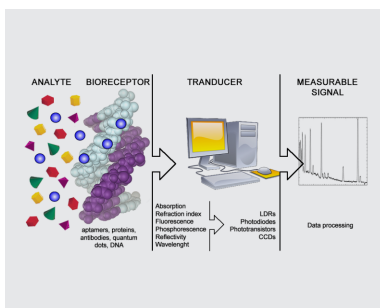 ANALYTE
BIORECEPTOR
TRANDUCER
MEASURABLE
SIGNAL
aptamers, proteins,
antibodies, quantum
dots, DNA
Absorption
Refraction index
Fluorescence
Phosphorescence
Reflectivity
Wavelenght
LDRs
Photodiodes
Phototransistors
CCDs
Data processing